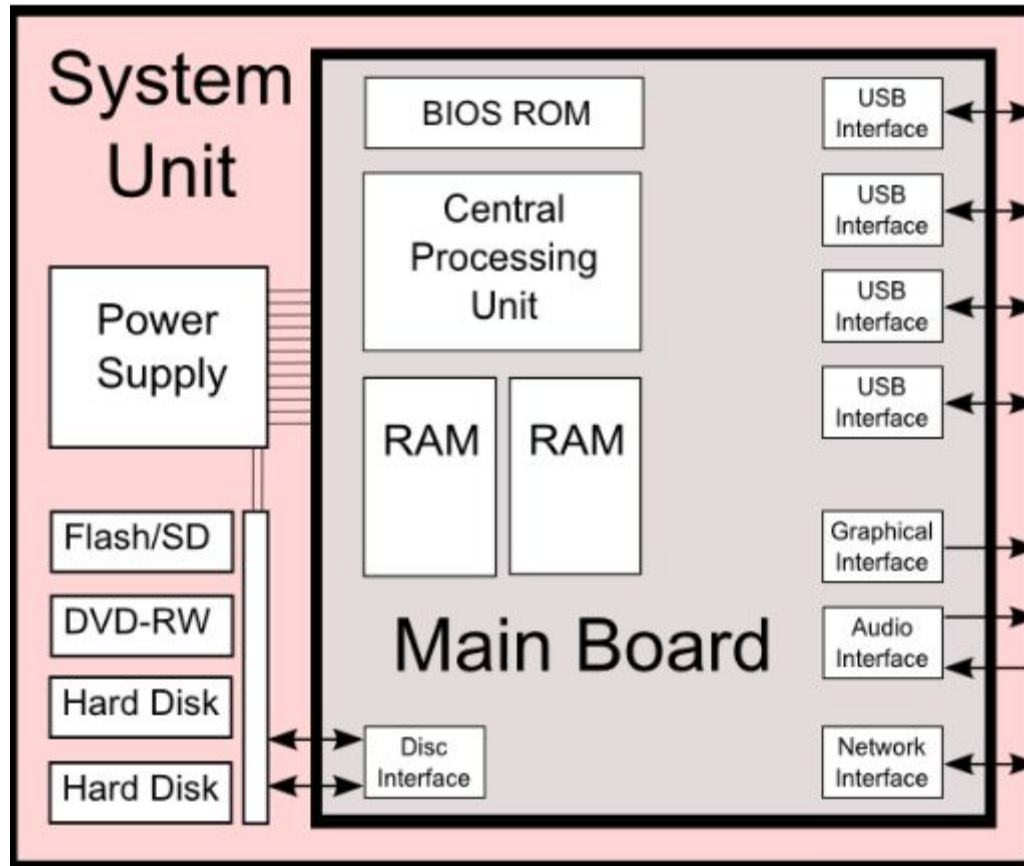 System
Unit
Power
Supply
Flash/SD
DVD-RW
Hard Disk
Hard Disk
BIOS ROM
Central
Processing
Unit
RAM RAM
Main Board
Disc
Interface
USB
Interface
USB
Interface
USB
Interface
USB
Interface
Graphical
Interface
Audio
Interface
Network
Interface